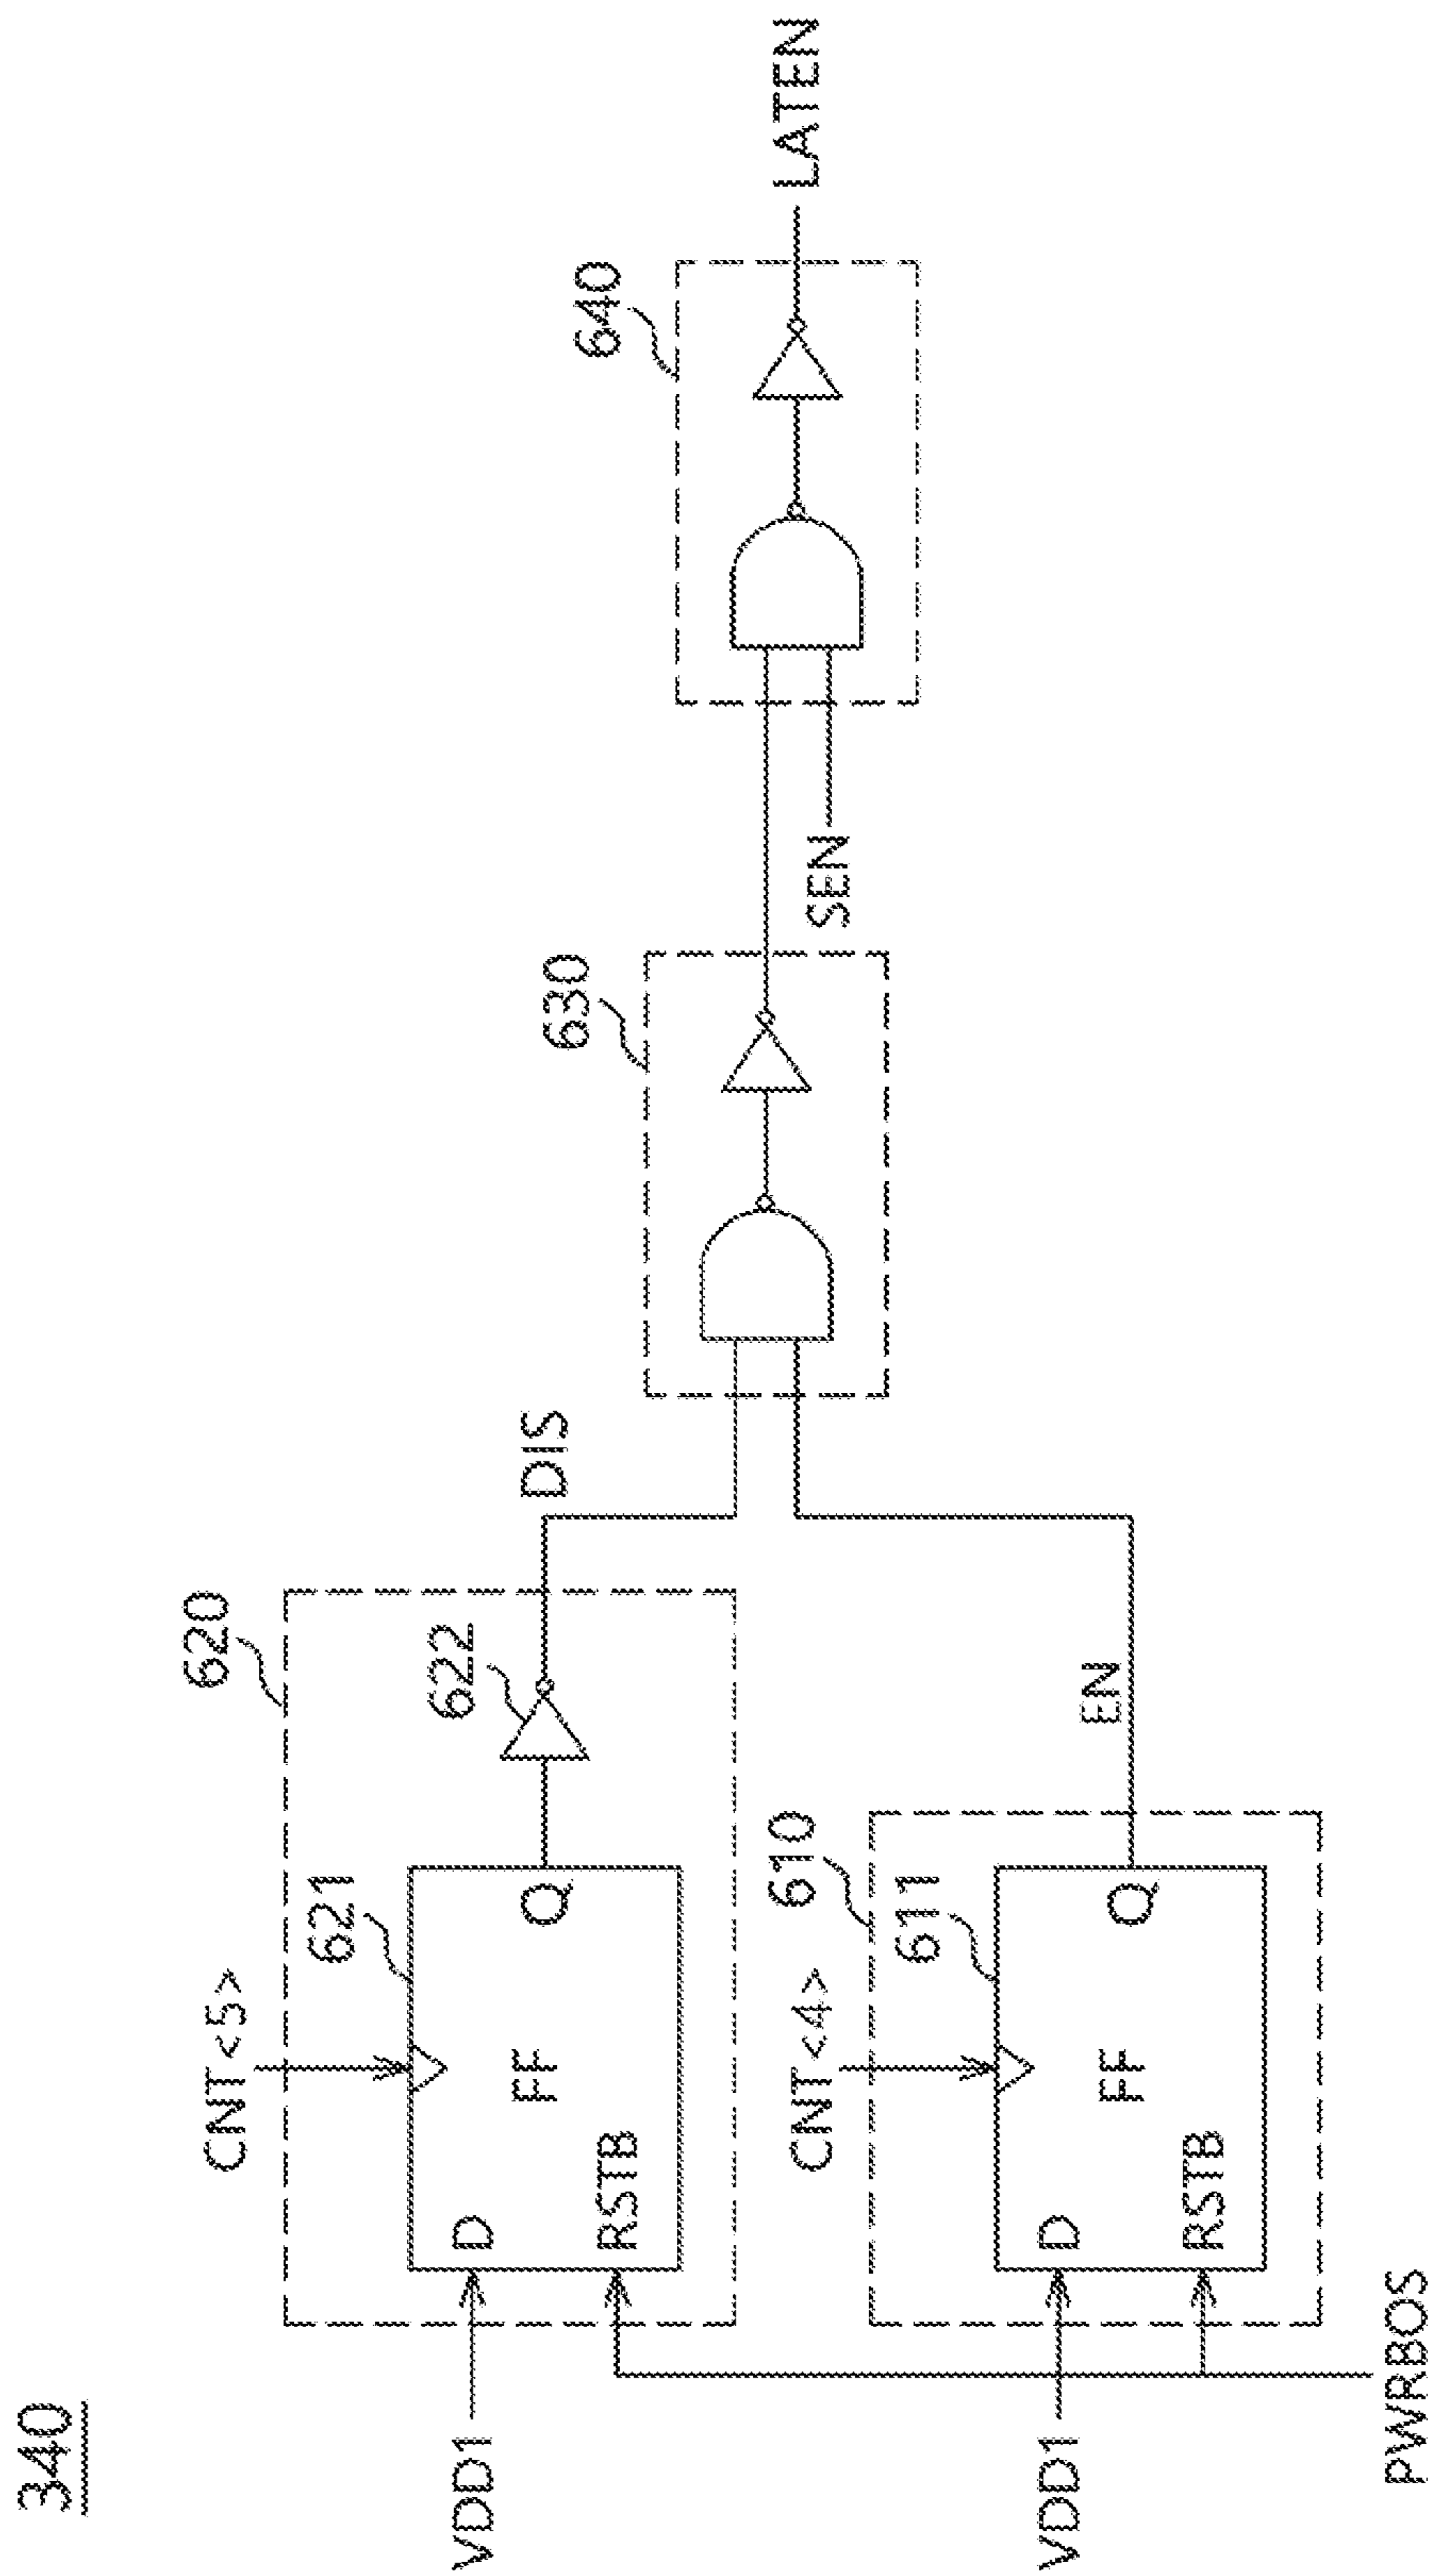 340
620
CNT<5>
621
622
DIS
VDD1
D
FF
Q
RSTB
630
640
LATEN
SEN
610
CNT<4>
611
EN
VDD1
D
FF
Q
RSTB
PWRBOS